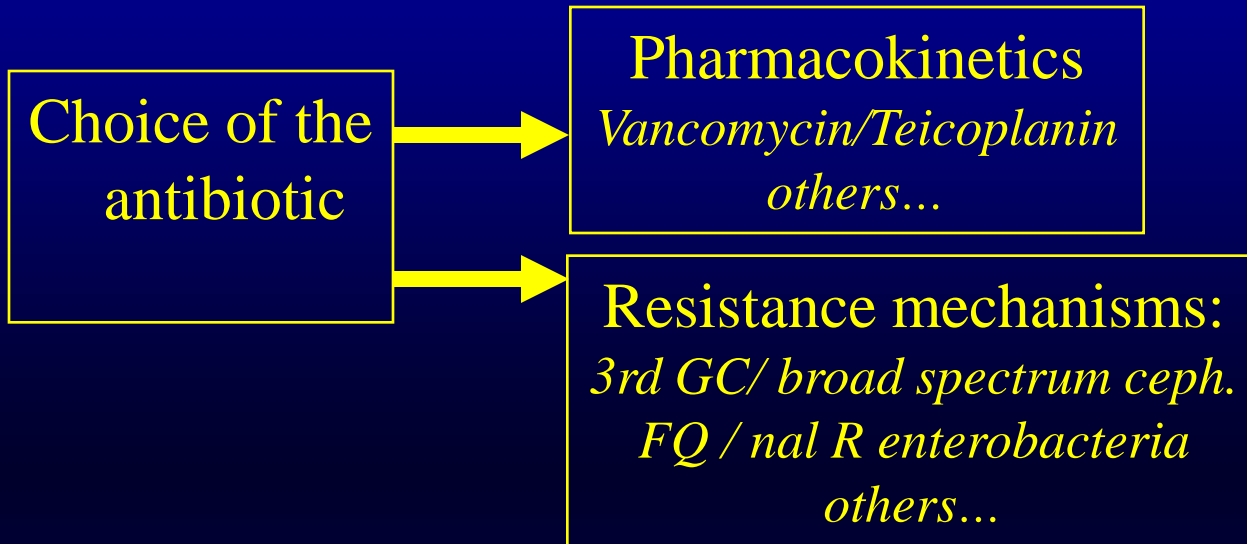 Choice of the
antibiotic
Pharmacokinetics
Vancomycin/Teicoplanin
others…
Resistance mechanisms:
3rd GC/ broad spectrum ceph.
FQ / nal R enterobacteria
others…